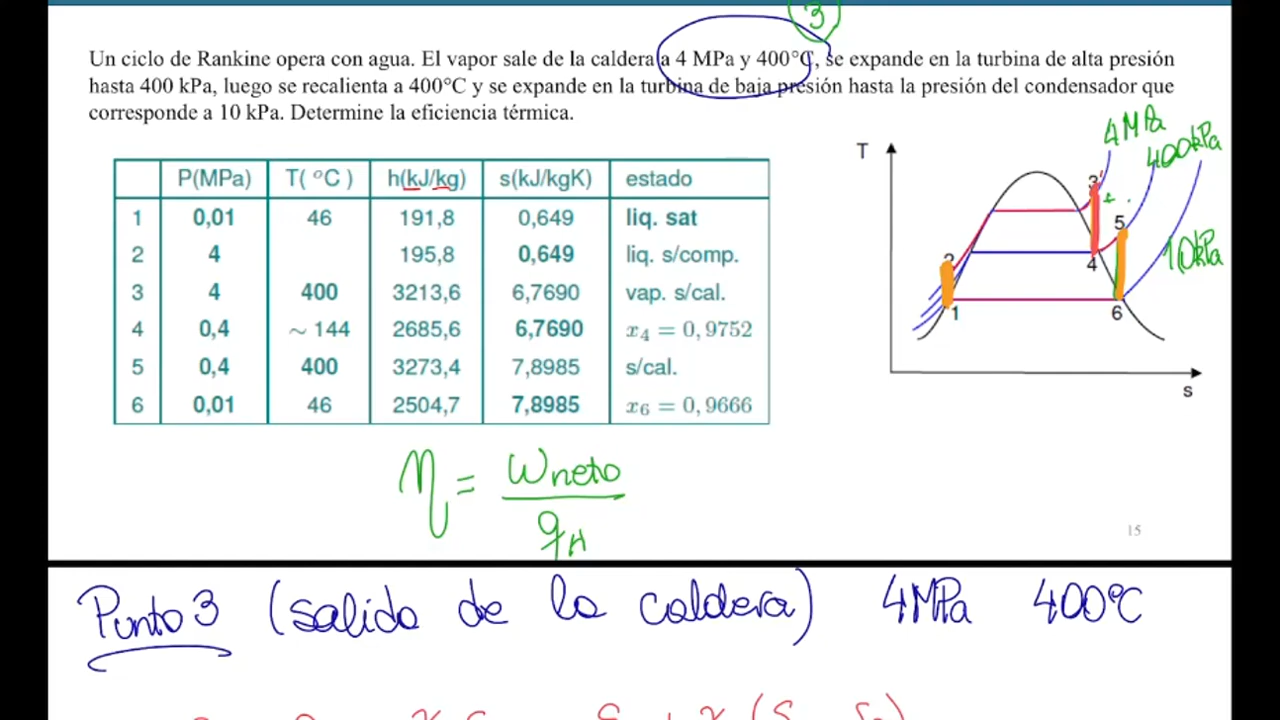 3
Un ciclo de Rankine opera con agua. El vapor sale de la caldera a 4 MPa y 400°C, se expande en la turbina de alta presión
hasta 400 kPa, luego se recalienta a 400°C y se expande en la turbina de baja presión hasta la presión del condensador que
corresponde a 10 kPa. Determine la eficiencia térmica.
P(MPa) T( °C ) h(kJ/kg) s(kJ/kgK) estado
1 0,01 46 191,8 0,649 liq. sat
2 4 195,8 0,649 liq. s/comp.
3 4 400 3213,6 6,7690 vap. s/cal.
4 0,4 ~ 144 2685,6 6,7690 x₄ = 0,9752
5 0,4 400 3273,4 7,8985 s/cal.
6 0,01 46 2504,7 7,8985 x₆ = 0,9666
4MPa
400kPa
T
3
5
2
4
10kPa
1
6
s
η = wneto
qH
15
Punto 3 (salida de la caldera) 4MPa 400°C